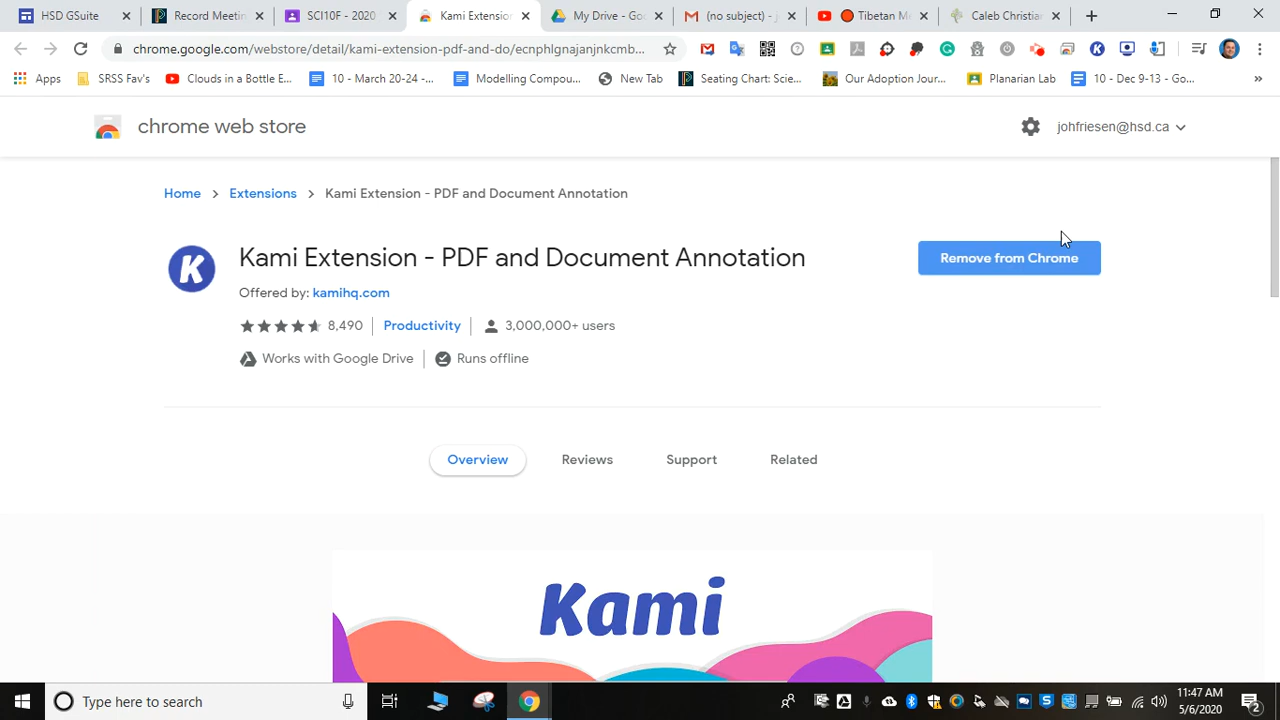 HSD GSuite
Record Meetin
SCI10F - 2020
Kami Extension
My Drive - Goo
(no subject) - jo
Tibetan M
Caleb Christian
chrome.google.com/webstore/detail/kami-extension-pdf-and-do/ecnphlgnajanjnkcmb...
Apps
SRSS Fav's
Clouds in a Bottle E...
10 - March 20-24 -...
Modelling Compou...
New Tab
Seating Chart: Scie...
Our Adoption Jour...
Planarian Lab
10 - Dec 9-13 - Go...
chrome web store
johfriesen@hsd.ca
Home > Extensions > Kami Extension - PDF and Document Annotation
K
Kami Extension - PDF and Document Annotation
Remove from Chrome
Offered by: kamihq.com
8,490 | Productivity | 3,000,000+ users
Works with Google Drive | Runs offline
Overview
Reviews
Support
Related
Kami
Type here to search
11:47 AM
5/6/2020
2